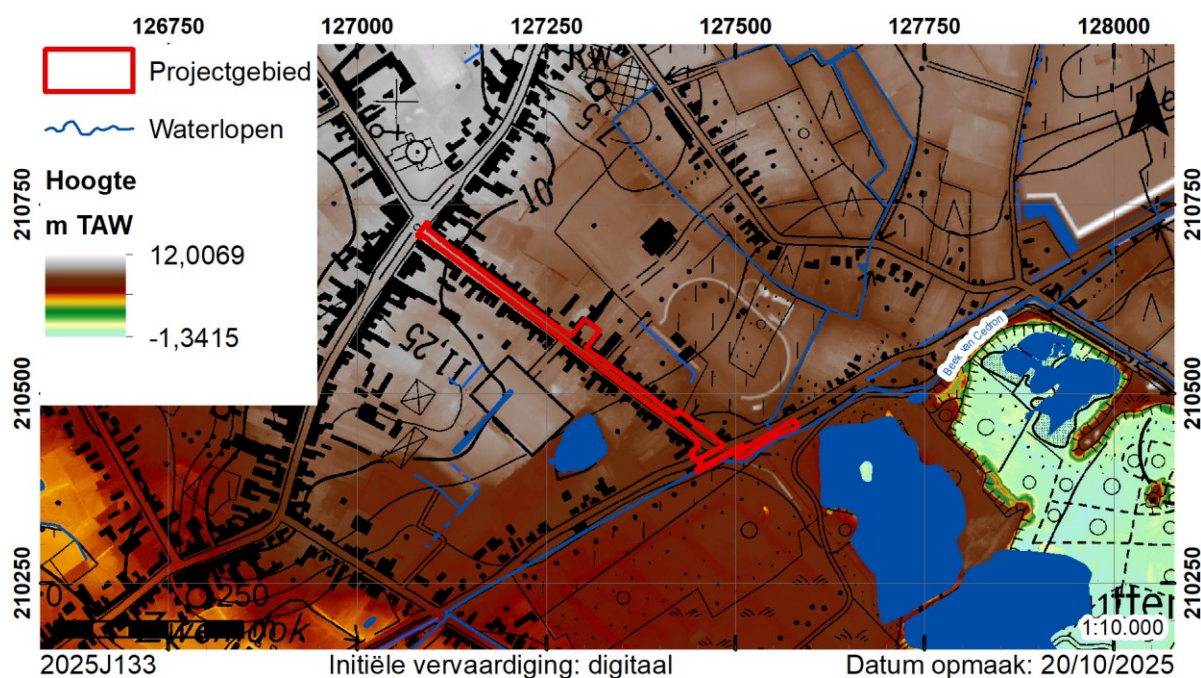 126750 127000 127250 127500 127750 128000
Projectgebied
Waterlopen
Hoogte
m TAW
12,0069
-1,3415
210750 210750
210500 210500
210250 210250
RW
10
11,25
Beek Van Cedron
N
0 250
1:10.000
2025J133 Initiële vervaardiging: digitaal Datum opmaak: 20/10/2025